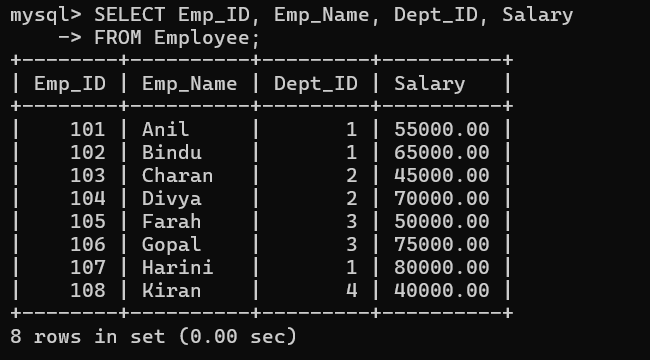 mysql> SELECT Emp_ID, Emp_Name, Dept_ID, Salary
    -> FROM Employee;
+--------+----------+---------+----------+
| Emp_ID | Emp_Name | Dept_ID | Salary   |
+--------+----------+---------+----------+
|    101 | Anil     |       1 | 55000.00 |
|    102 | Bindu    |       1 | 65000.00 |
|    103 | Charan   |       2 | 45000.00 |
|    104 | Divya    |       2 | 70000.00 |
|    105 | Farah    |       3 | 50000.00 |
|    106 | Gopal    |       3 | 75000.00 |
|    107 | Harini   |       1 | 80000.00 |
|    108 | Kiran    |       4 | 40000.00 |
+--------+----------+---------+----------+
8 rows in set (0.00 sec)